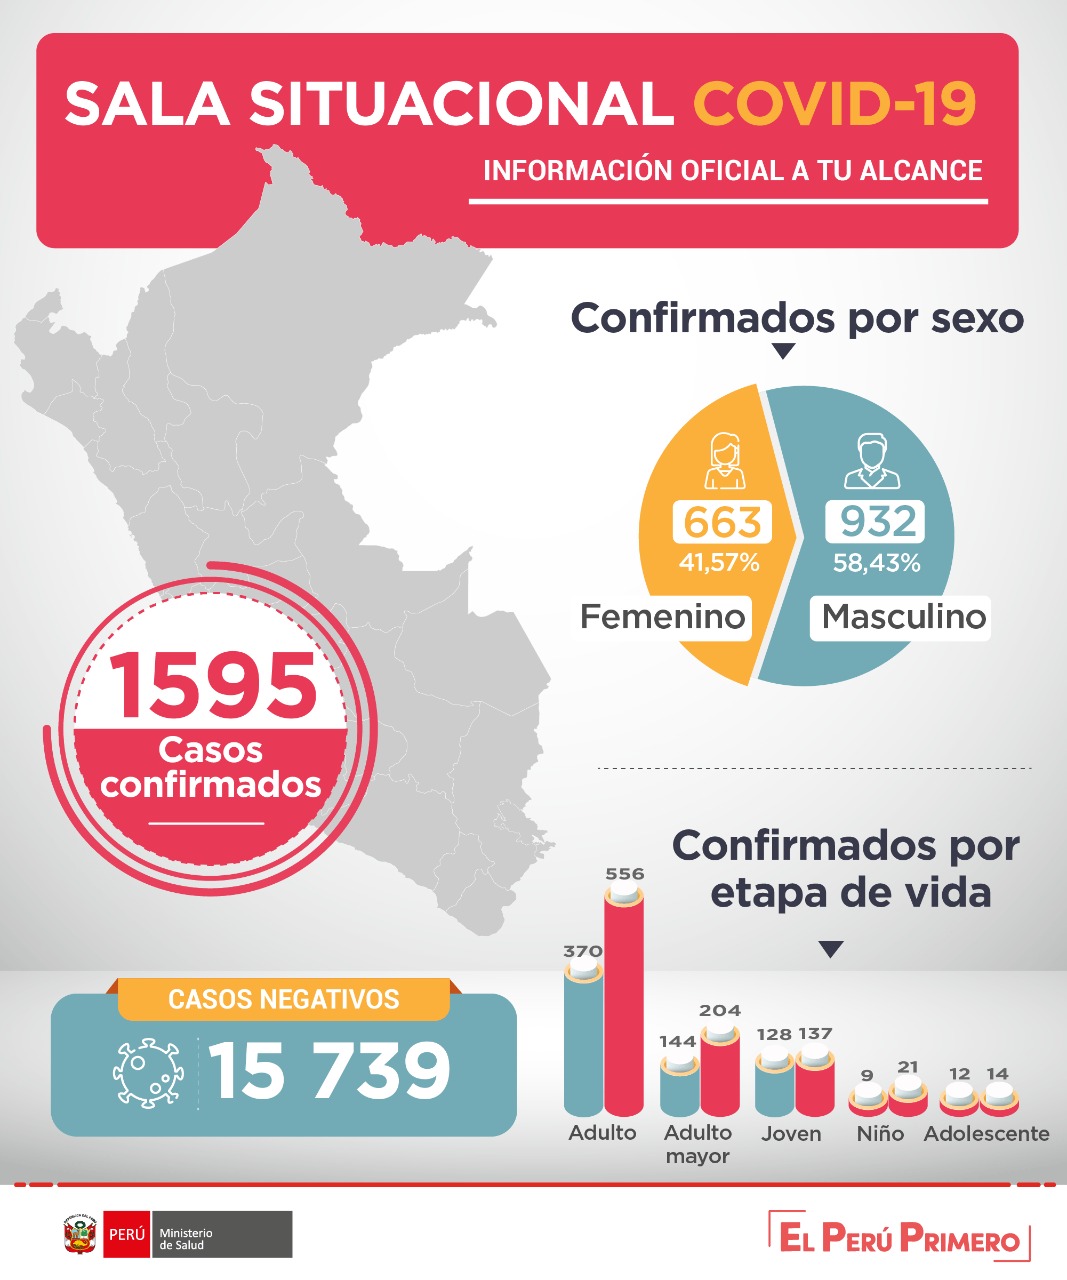 SALA SITUACIONAL COVID-19
INFORMACIÓN OFICIAL A TU ALCANCE
Confirmados por sexo
663
41,57%
Femenino
932
58,43%
Masculino
1595
Casos
confirmados
Confirmados por
etapa de vida
370
556
Adulto
144
204
Adulto
mayor
128
137
Joven
9
21
Niño
12
14
Adolescente
CASOS NEGATIVOS
15 739
PERÚ
Ministerio
de Salud
EL PERÚ PRIMERO